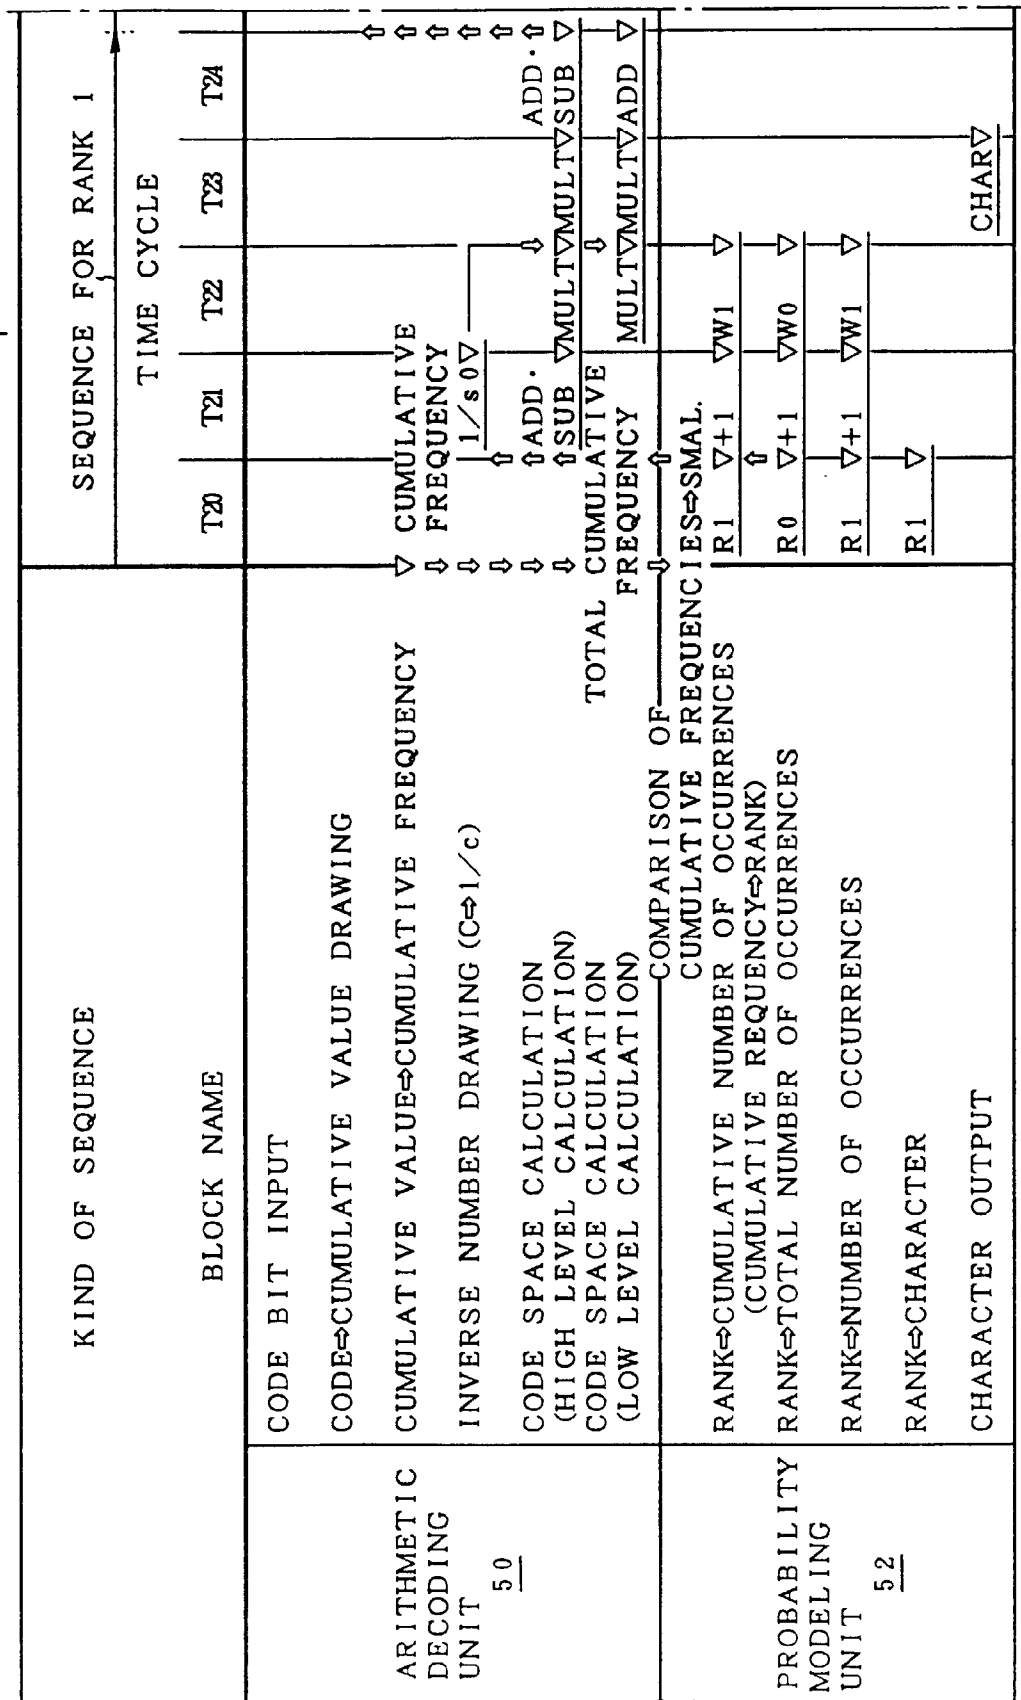 KIND OF SEQUENCE
SEQUENCE FOR RANK 1
TIME CYCLE
BLOCK NAME
T20 T21 T22 T23 T24
ARITHMETIC
DECODING
UNIT
50
CODE BIT INPUT
CODE⇨CUMULATIVE VALUE DRAWING
CUMULATIVE VALUE⇨CUMULATIVE FREQUENCY
▽ CUMULATIVE
FREQUENCY
INVERSE NUMBER DRAWING (C⇨1/c)
1/s0▽
CODE SPACE CALCULATION
(HIGH LEVEL CALCULATION)
ADD·
SUB ▽MULT▽MULT▽SUB▽
ADD·
CODE SPACE CALCULATION
(LOW LEVEL CALCULATION)
TOTAL CUMULATIVE
FREQUENCY
MULT▽MULT▽ADD ▽
COMPARISON OF
CUMULATIVE FREQUENCIES⇨SMAL.
PROBABILITY
MODELING
UNIT
52
RANK⇨CUMULATIVE NUMBER OF OCCURRENCES
(CUMULATIVE REQUENCY⇨RANK)
R1 ▽+1 ▽W1 ▽
RANK⇨TOTAL NUMBER OF OCCURRENCES
R0 ▽+1 ▽W0 ▽
RANK⇨NUMBER OF OCCURRENCES
R1 ▽+1 ▽W1 ▽
RANK⇨CHARACTER
R1 ▽
CHARACTER OUTPUT
CHAR▽